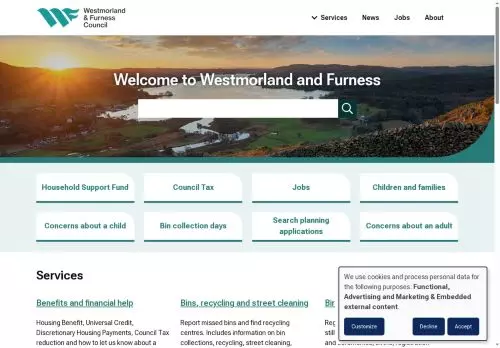 Westmorland
& Furness
Council
Services
News
Jobs
About
Welcome to Westmorland and Furness
Household Support Fund
Council Tax
Jobs
Children and families
Concerns about a child
Bin collection days
Search planning
applications
Concerns about an adult
Services
Benefits and financial help
Housing Benefit, Universal Credit,
Discretionary Housing Payments, Council Tax
reduction and how to let us know about a
Bins, recycling and street cleaning
Report missed bins and find recycling
centres. Includes information on bin
collections, recycling, street cleaning,
We use cookies and process personal data for
the following purposes: Functional,
Advertising and Marketing & Embedded
external content.
Customize
Decline
Accept